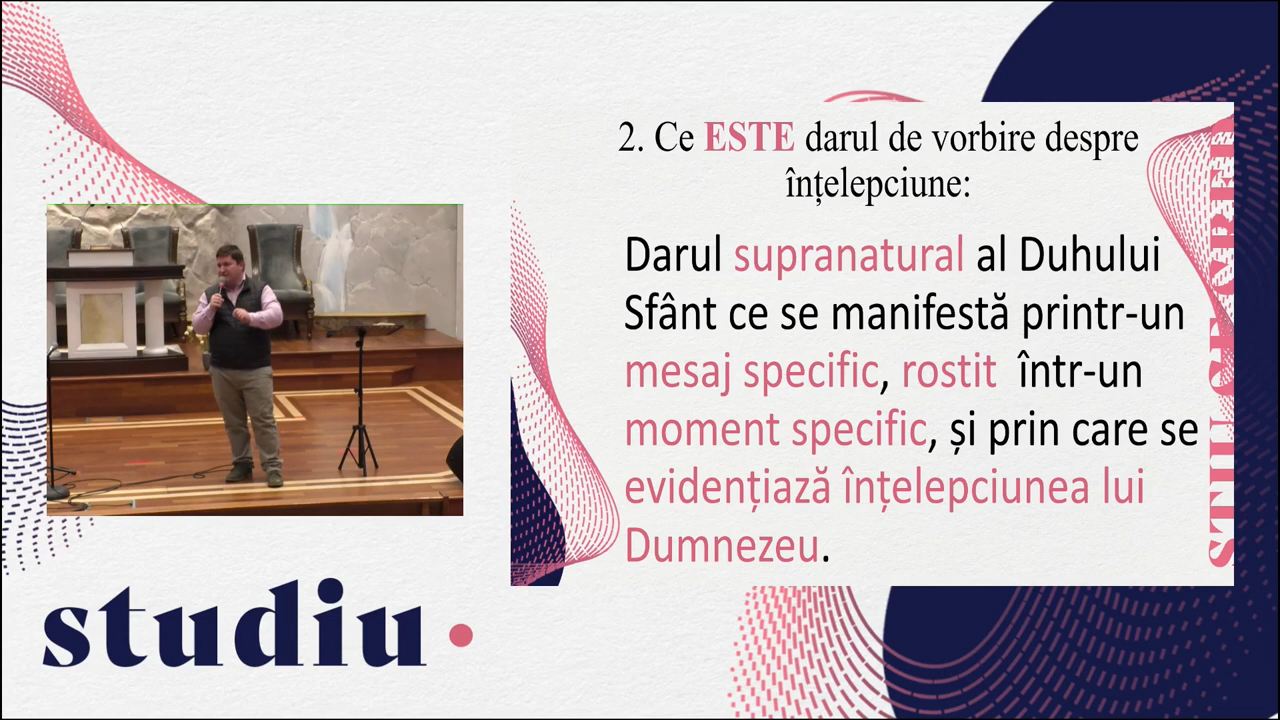 2. Ce ESTE darul de vorbire despre
înțelepciune:
Darul supranatural al Duhului
Sfânt ce se manifestă printr-un
mesaj specific, rostit într-un
moment specific, și prin care se
evidențiază înțelepciunea lui
Dumnezeu.
studiu